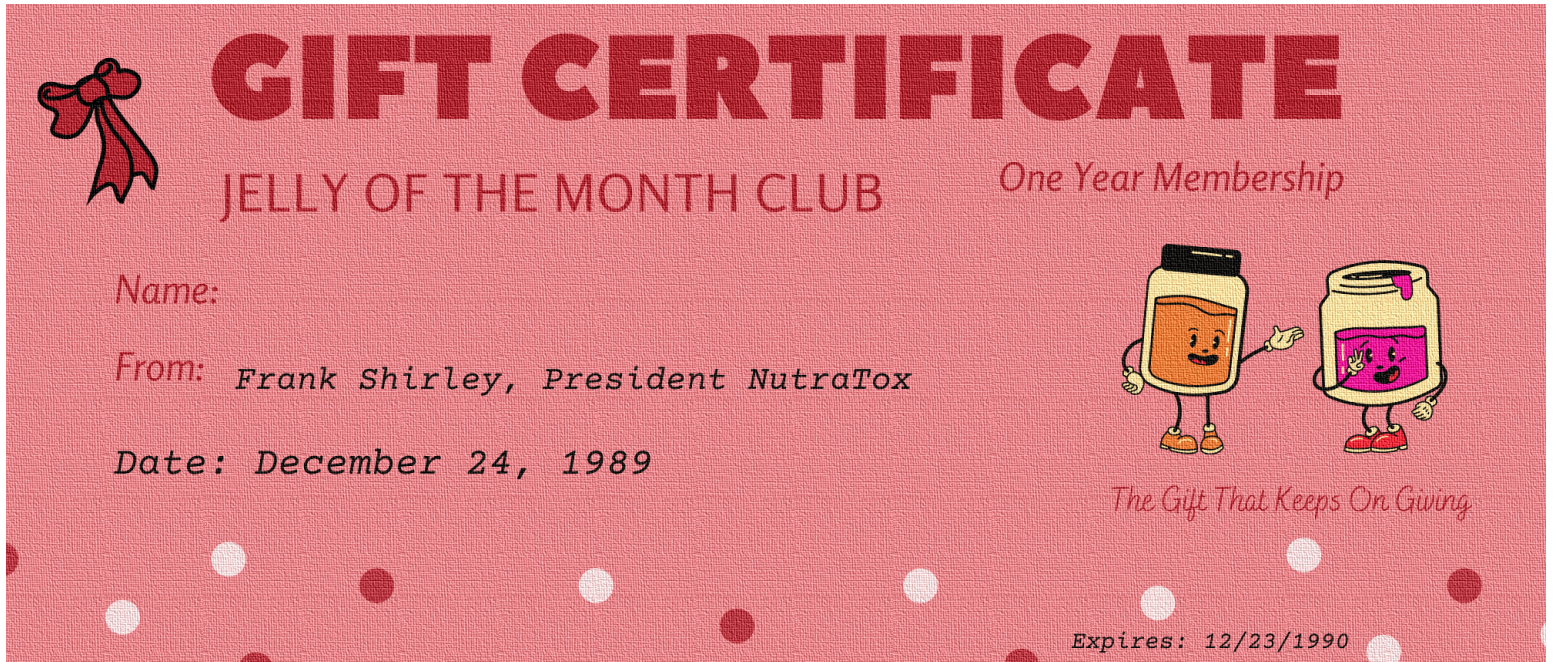 GIFT CERTIFICATE
JELLY OF THE MONTH CLUB
One Year Membership
Name:
From: Frank Shirley, President NutraTox
Date: December 24, 1989
The Gift That Keeps On Giving
Expires: 12/23/1990